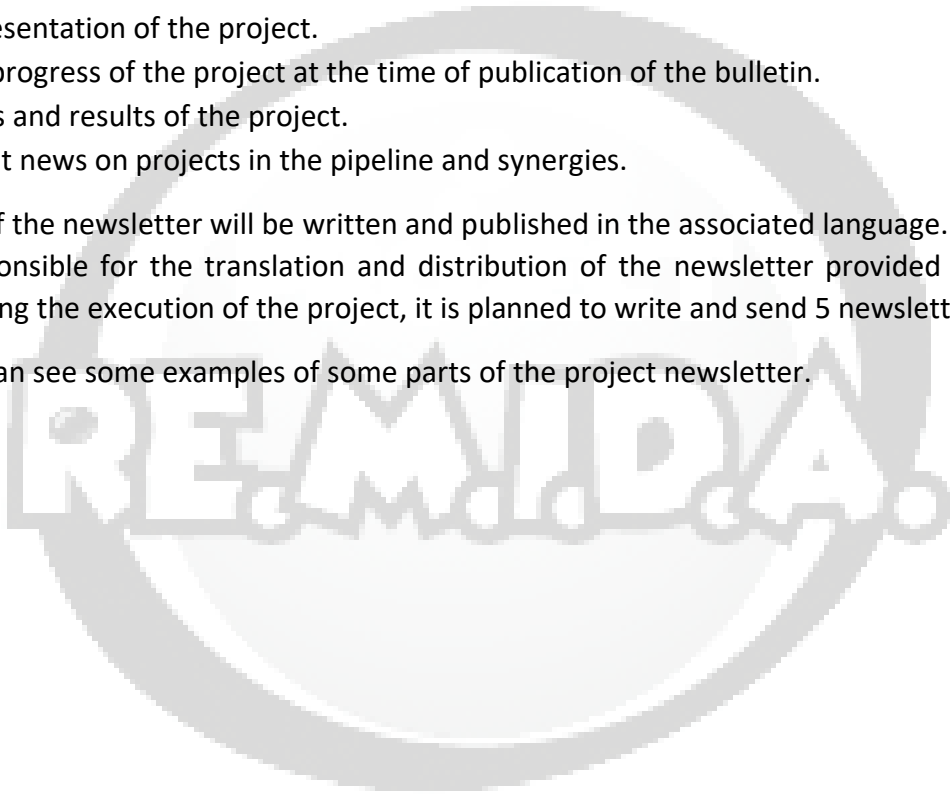 esentation of the project.
progress of the project at the time of publication of the bulletin.
s and results of the project.
t news on projects in the pipeline and synergies.
f the newsletter will be written and published in the associated language.
onsible for the translation and distribution of the newsletter provided
ng the execution of the project, it is planned to write and send 5 newslett
an see some examples of some parts of the project newsletter.
RE.M.I.D.A.